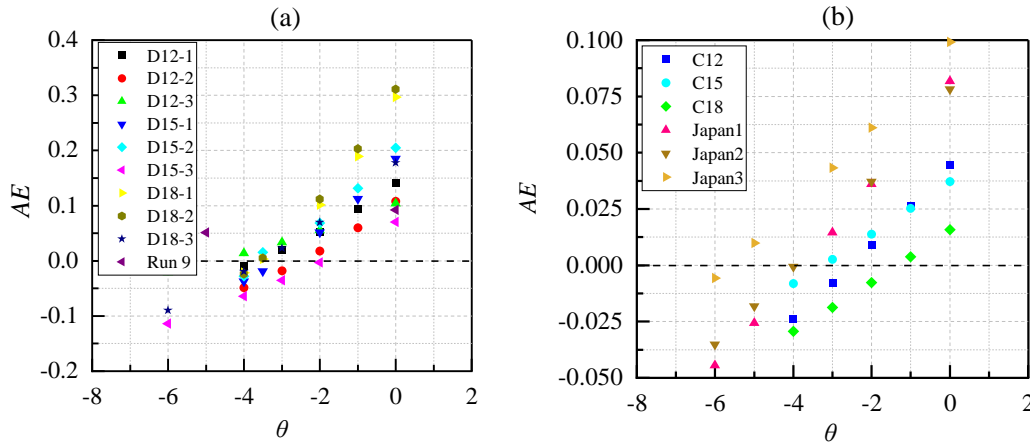 (a)
AE
0.4
0.3
0.2
0.1
0.0
-0.1
-0.2
D12-1
D12-2
D12-3
D15-1
D15-2
D15-3
D18-1
D18-2
D18-3
Run 9
-8 -6 -4 -2 0 2
θ
(b)
AE
0.100
0.075
0.050
0.025
0.000
-0.025
-0.050
C12
C15
C18
Japan1
Japan2
Japan3
-8 -6 -4 -2 0 2
θ